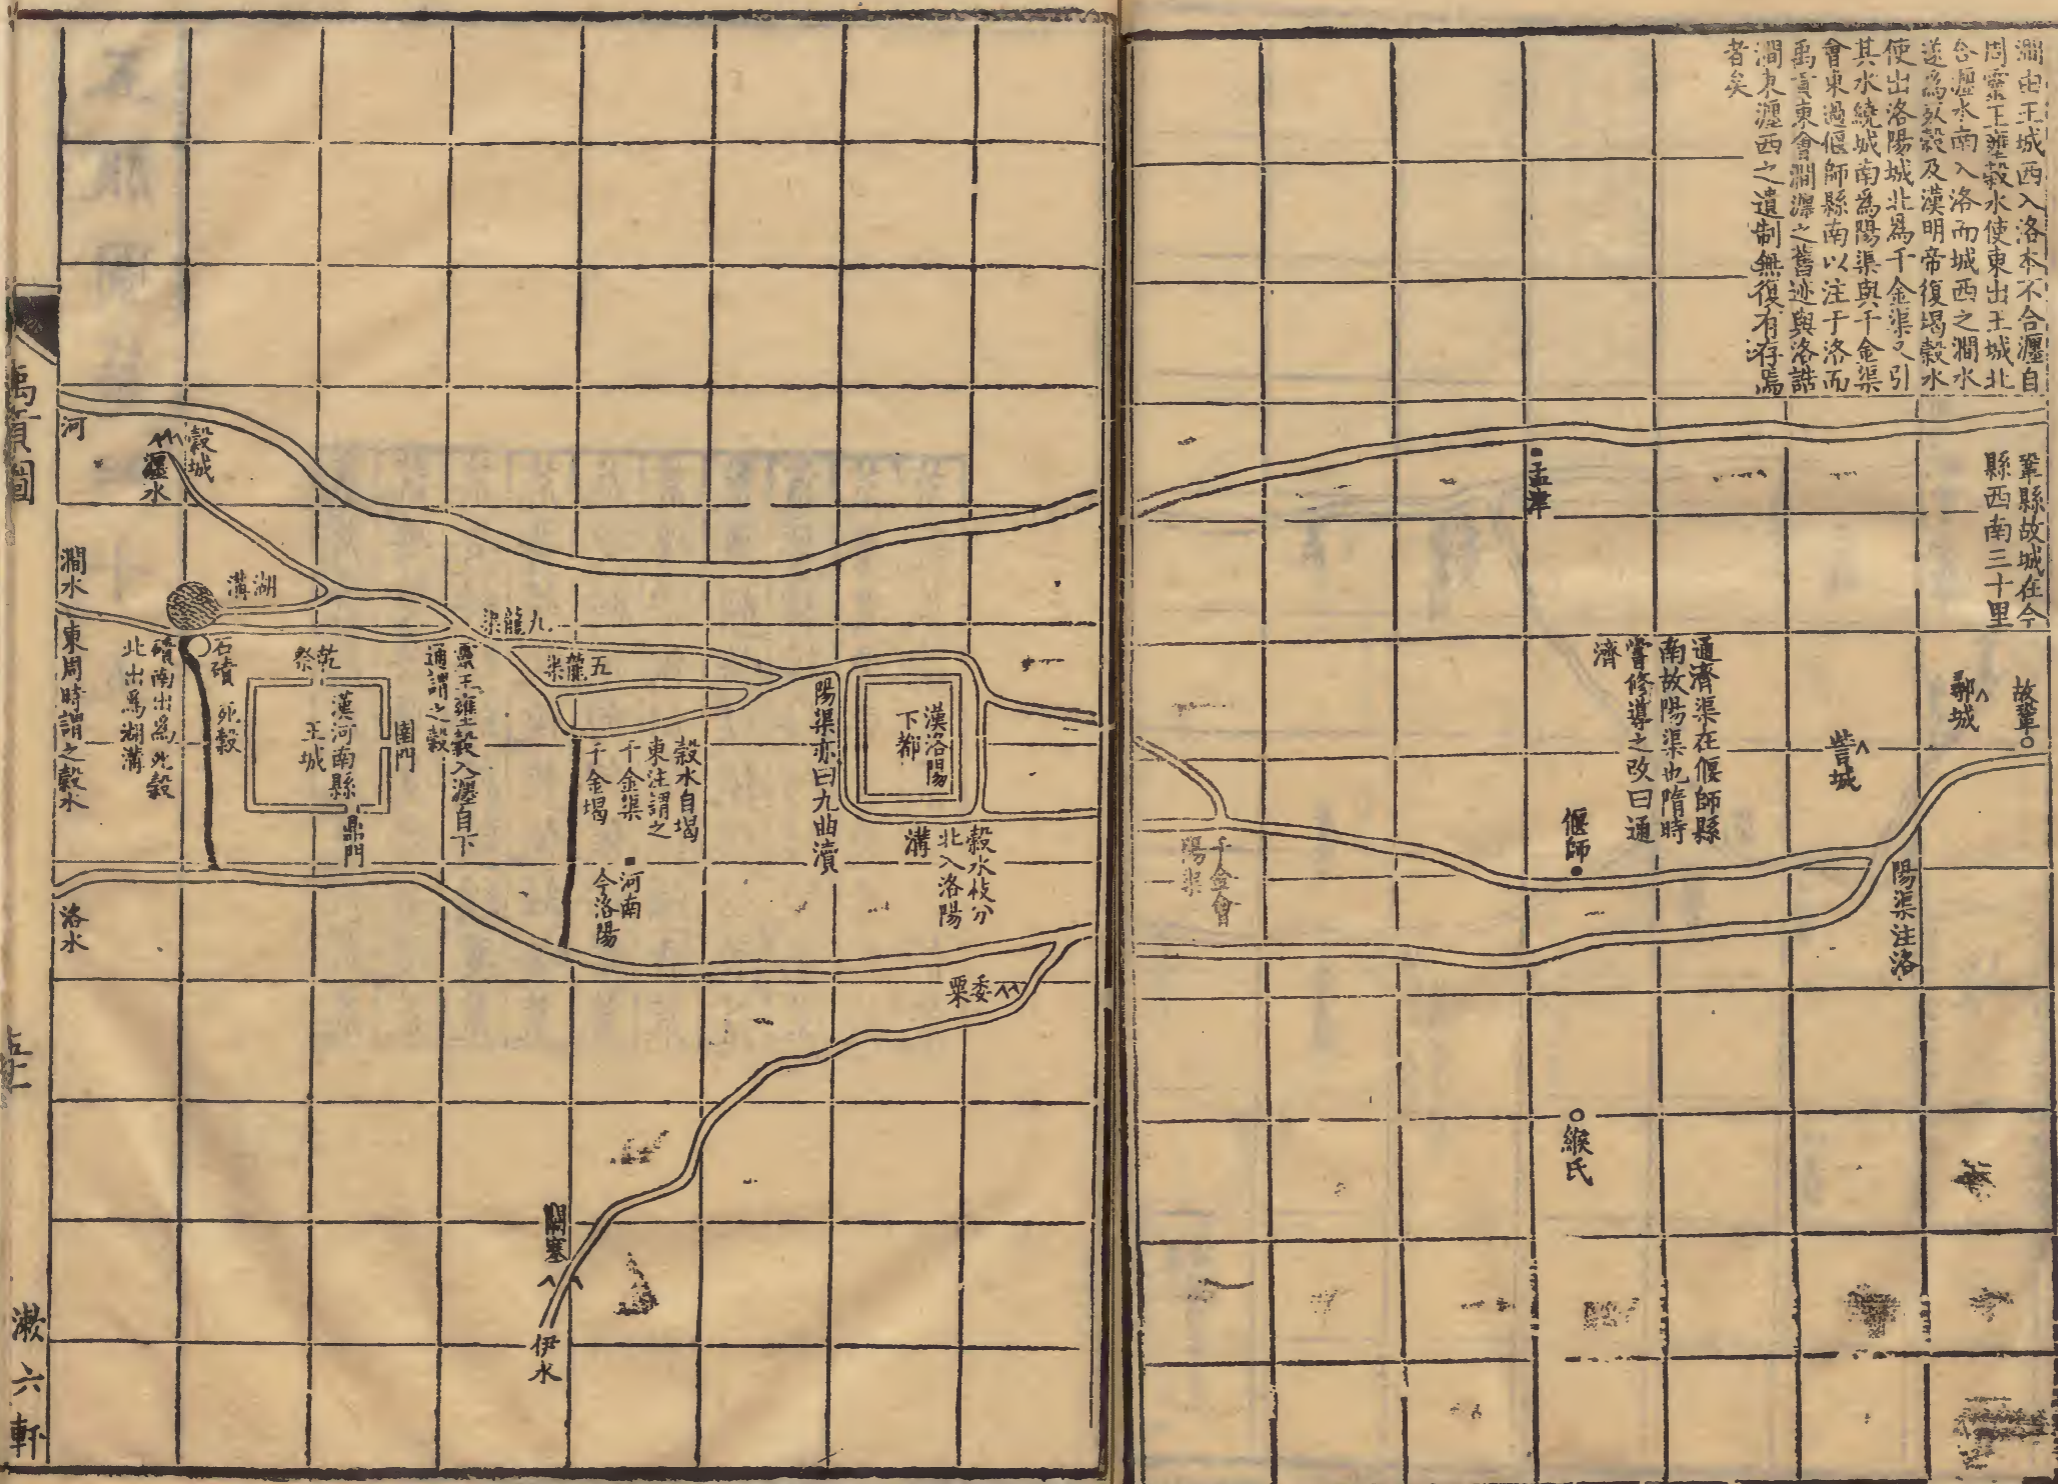 澗由王城西入洛本不合瀍自
周靈王壅穀水使東出王城北
合瀍水南入洛而城西之澗水
遂爲死穀及漢明帝復堨穀水
使出洛陽城北爲千金渠又引
其水繞城南爲陽渠與千金渠
會東過偃師縣南以注于洛而
禹貢東會澗瀍之舊迹與洛誥
澗東瀍西之遺制無復有存焉
者矣
鞏縣故城在今
縣西南三十里
孟津
故鞏
鄩城
訾城
通濟渠在偃師縣
南故陽渠也隋時
嘗修導之改曰通
濟
偃師
陽渠注洛
千金會
陽渠
緱氏
河
穀城
瀍水
湖溝
澗水
東周時謂之穀水
石磧
磧南出爲死穀
北出爲湖溝
死穀
乾祭
漢河南縣
王城
圉門
鼎門
靈王壅穀入瀍自下
通謂之穀
九龍渠
五龍渠
穀水自堨
東注謂之
千金渠
千金堨
河南
今洛陽
陽渠亦曰九曲瀆
漢洛陽
下都
穀水枝分
北入洛陽
溝
洛水
委粟
闕塞
伊水
禹貢圖
漱六軒